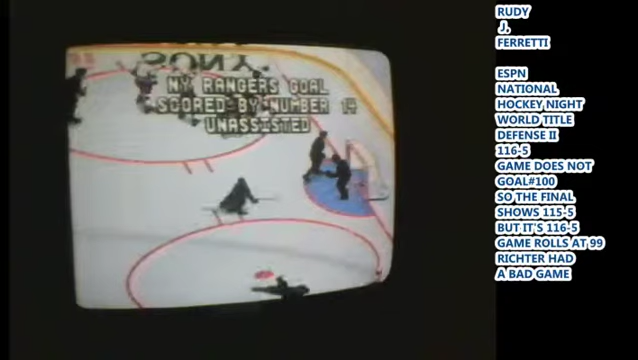 SONY
NY RANGERS GOAL
SCORED BY NUMBER 14
UNASSISTED
RUDY
J.
FERRETTI
ESPN
NATIONAL
HOCKEY NIGHT
WORLD TITLE
DEFENSE II
116-5
GAME DOES NOT
GOAL#100
SO THE FINAL
SHOWS 115-5
BUT IT'S 116-5
GAME ROLLS AT 99
RICHTER HAD
A BAD GAME